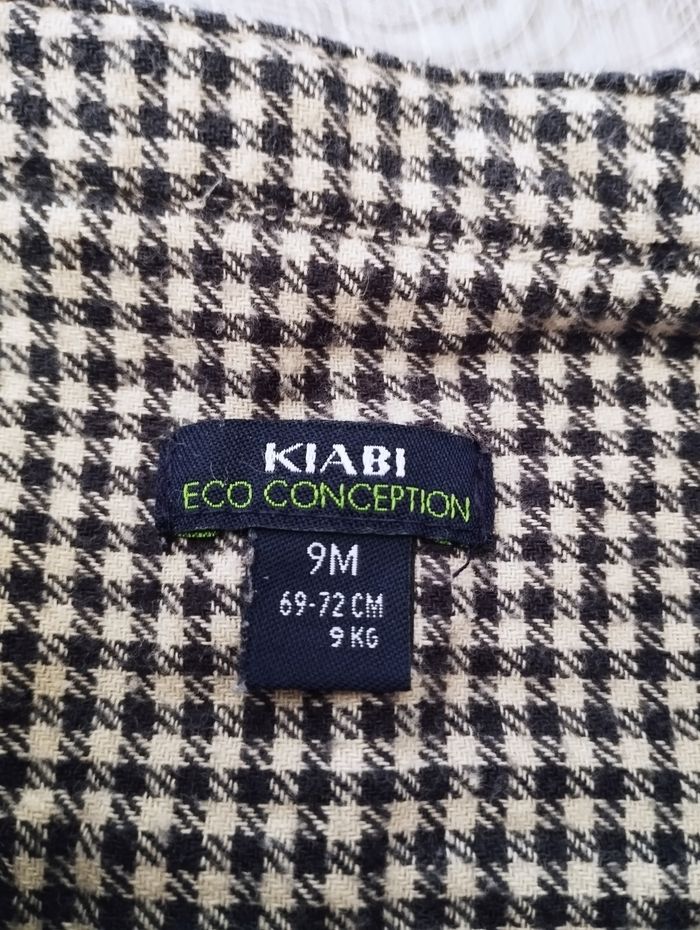 KIABI
ECO CONCEPTION
9M
69-72 CM
9 KG